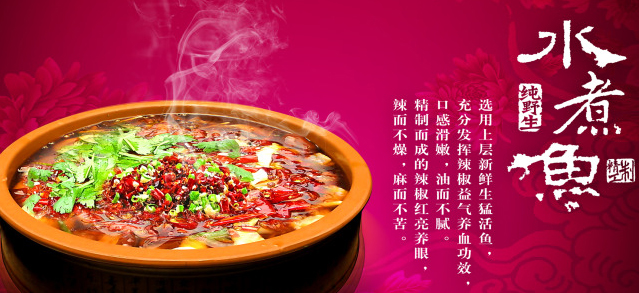 水煮魚
纯野生
选用上层新鲜生猛活鱼，
充分发挥辣椒益气养血功效，
口感滑嫩，油而不腻。
精制而成的辣椒红亮养眼，
辣而不燥，麻而不苦。